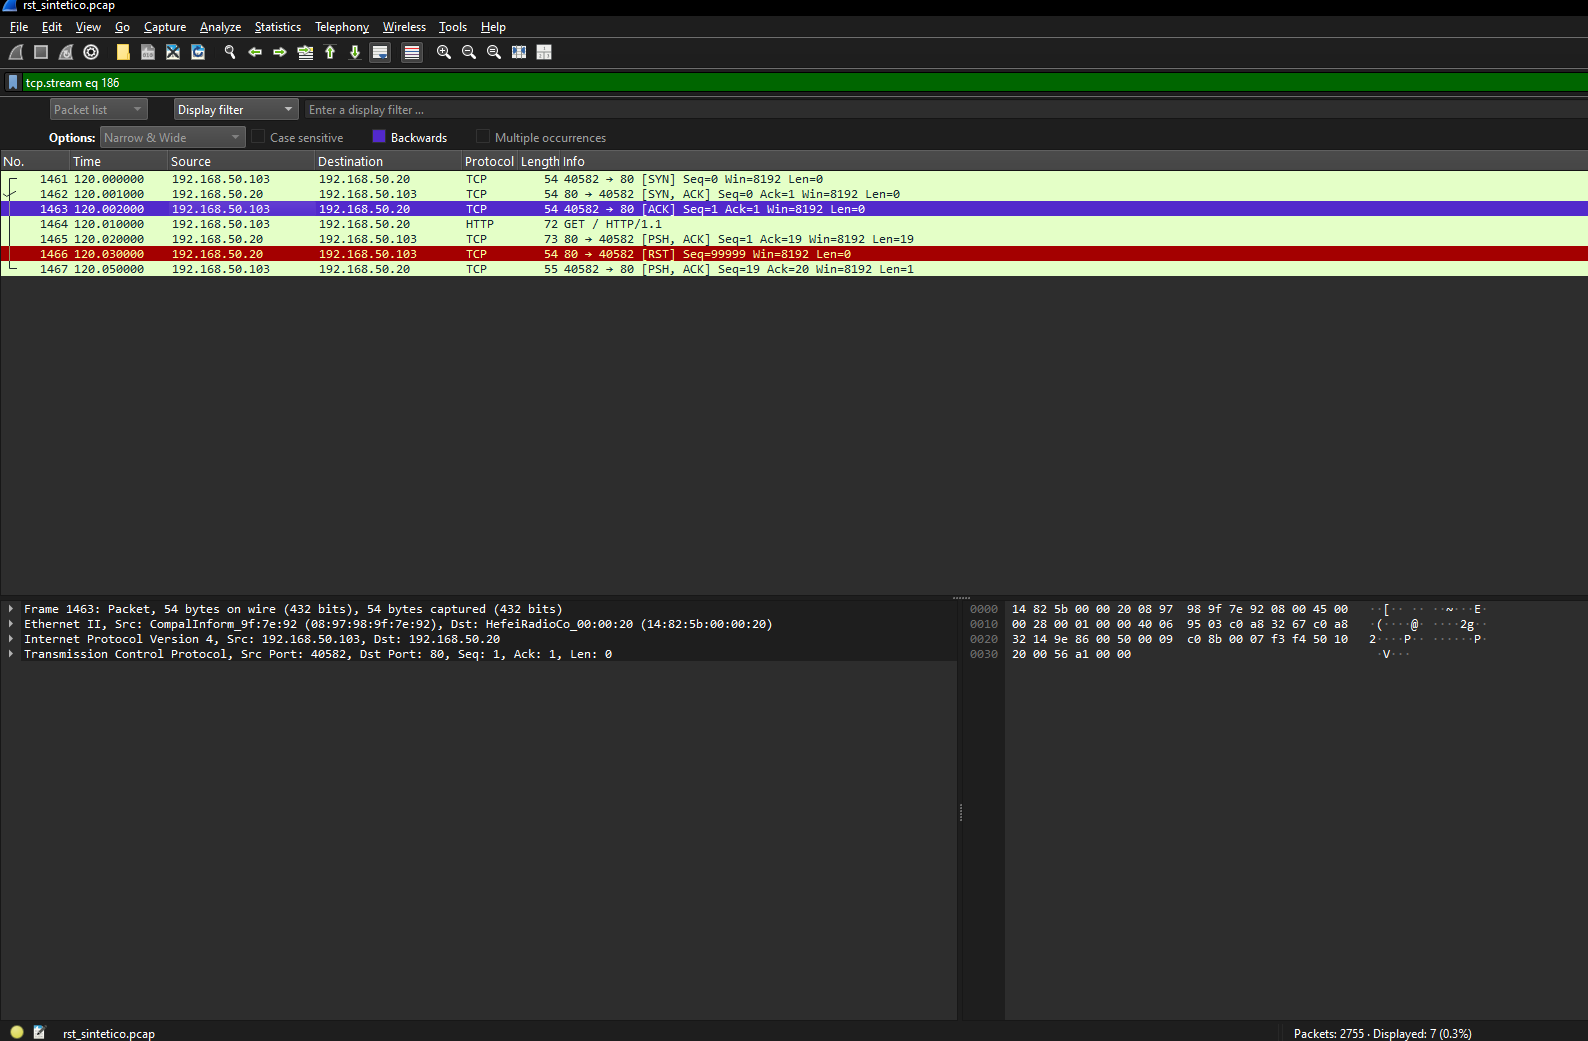 rst_sintetico.pcap
File Edit View Go Capture Analyze Statistics Telephony Wireless Tools Help
tcp.stream eq 186
Packet list Display filter Enter a display filter ...
Options: Narrow & Wide Case sensitive Backwards Multiple occurrences
No. Time Source Destination Protocol Length Info
1461 120.000000 192.168.50.103 192.168.50.20 TCP 54 40582 → 80 [SYN] Seq=0 Win=8192 Len=0
1462 120.001000 192.168.50.20 192.168.50.103 TCP 54 80 → 40582 [SYN, ACK] Seq=0 Ack=1 Win=8192 Len=0
1463 120.002000 192.168.50.103 192.168.50.20 TCP 54 40582 → 80 [ACK] Seq=1 Ack=1 Win=8192 Len=0
1464 120.010000 192.168.50.103 192.168.50.20 HTTP 72 GET / HTTP/1.1
1465 120.020000 192.168.50.20 192.168.50.103 TCP 73 80 → 40582 [PSH, ACK] Seq=1 Ack=19 Win=8192 Len=19
1466 120.030000 192.168.50.20 192.168.50.103 TCP 54 80 → 40582 [RST] Seq=99999 Win=8192 Len=0
1467 120.050000 192.168.50.103 192.168.50.20 TCP 55 40582 → 80 [PSH, ACK] Seq=19 Ack=20 Win=8192 Len=1
Frame 1463: Packet, 54 bytes on wire (432 bits), 54 bytes captured (432 bits)
Ethernet II, Src: CompalInform_9f:7e:92 (08:97:98:9f:7e:92), Dst: HefeiRadioCo_00:00:20 (14:82:5b:00:00:20)
Internet Protocol Version 4, Src: 192.168.50.103, Dst: 192.168.50.20
Transmission Control Protocol, Src Port: 40582, Dst Port: 80, Seq: 1, Ack: 1, Len: 0
0000 14 82 5b 00 00 20 08 97 98 9f 7e 92 08 00 45 00 ··[·· ·· ··~···E·
0010 00 28 00 01 00 00 40 06 95 03 c0 a8 32 67 c0 a8 ·(····@· ····2g··
0020 32 14 9e 86 00 50 00 09 c0 8b 00 07 f3 f4 50 10 2····P·· ······P·
0030 20 00 56 a1 00 00 ·V···
rst_sintetico.pcap
Packets: 2755 · Displayed: 7 (0.3%)